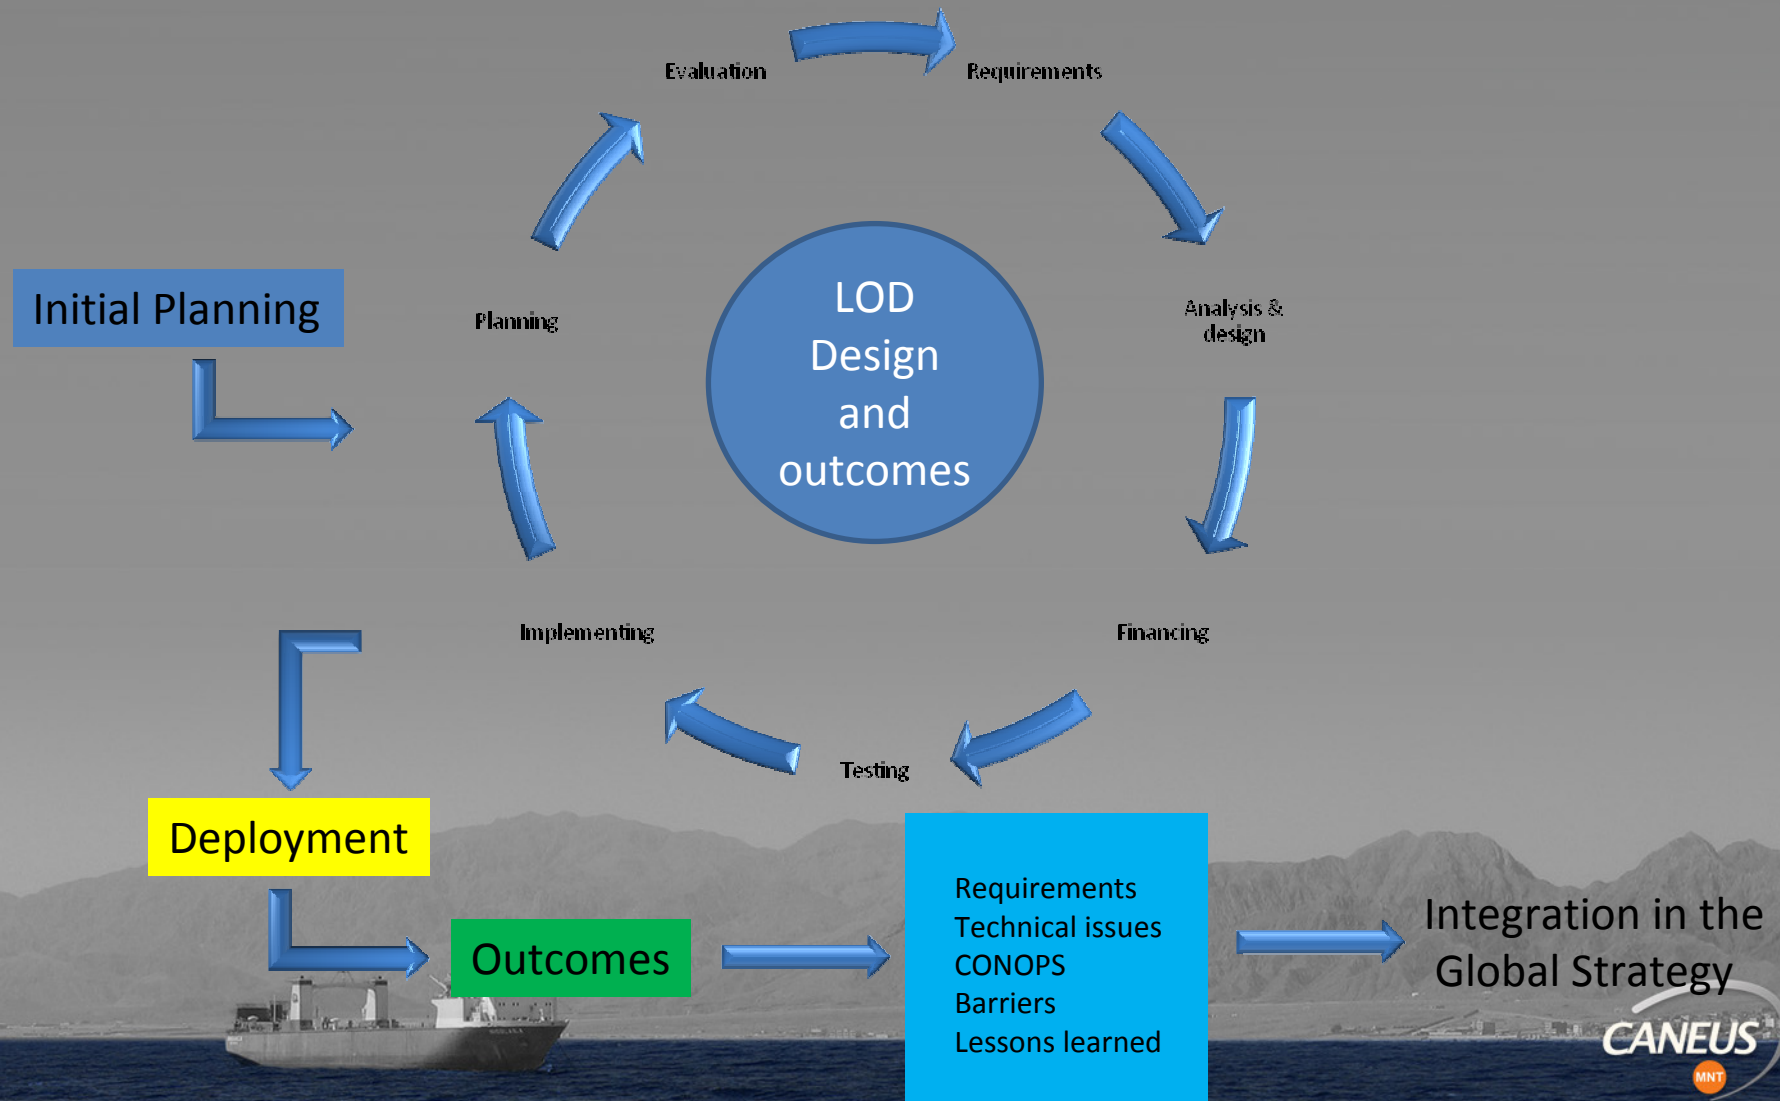 Evaluation
Requirements
Initial Planning
Planning
LOD
Design
and
outcomes
Analysis &
design
Implementing
Financing
Testing
Deployment
Outcomes
Requirements
Technical issues
CONOPS
Barriers
Lessons learned
Integration in the
Global Strategy
CANEUS
MNT